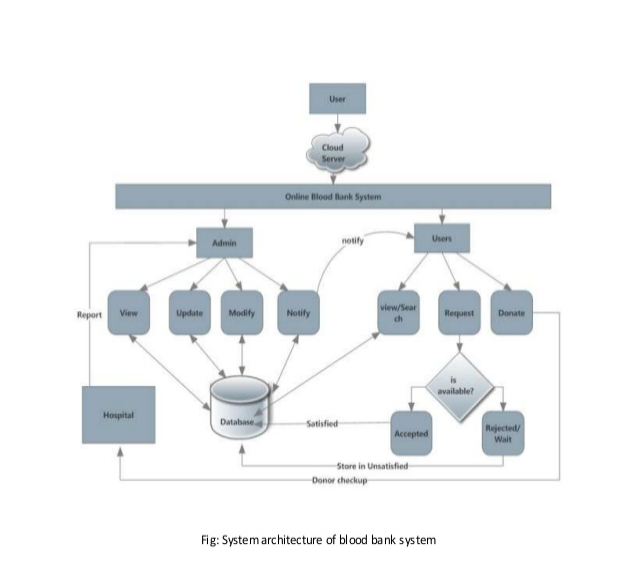 User
Cloud
Server
Online Blood Bank System
Admin
notify
Users
Report
View
Update
Modify
Notify
view/Sear
ch
Request
Donate
is
available?
Hospital
Database
Satisfied
Accepted
Rejected/
Wait
Store in Unsatisfied
Donor checkup
Fig: System architecture of blood bank system